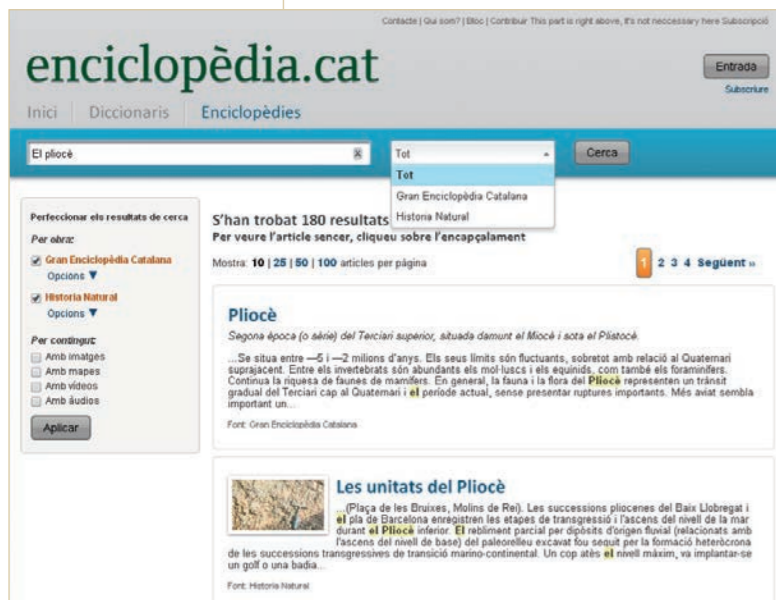 Contacte | Qui som? | Bloc | Contribuir This part is right above, it's not neccessary here Subscripció
enciclopèdia.cat
Entrada
Subscriure
Inici | Diccionaris | Enciclopèdies
El pliocè
x
Tot
Cerca
Tot
Gran Enciclopèdia Catalana
Historia Natural
Perfeccionar els resultats de cerca
Per obra:
Gran Enciclopèdia Catalana
Opcions ▼
Historia Natural
Opcions ▼
Per contingut:
Amb imatges
Amb mapes
Amb vídeos
Amb àudios
Aplicar
S'han trobat 180 resultats
Per veure l'article sencer, cliqueu sobre l'encapçalament
Mostra: 10 | 25 | 50 | 100 articles per pàgina
1 2 3 4 Següent »
Pliocè
Segona època (o sèrie) del Terciari superior, situada damunt el Miocè i sota el Plistocè.
...Se situa entre —5 i —2 milions d'anys. Els seus límits són fluctuants, sobretot amb relació al Quaternari
suprajacent. Entre els invertebrats són abundants els mol·luscs i els equínids, com també els foraminífers.
Continua la riquesa de faunes de mamífers. En general, la fauna i la flora del Pliocè representen un trànsit
gradual del Terciari cap al Quaternari i el període actual, sense presentar ruptures importants. Més aviat sembla
important un...
Font: Gran Enciclopèdia Catalana
Les unitats del Pliocè
...(Plaça de les Bruixes, Molins de Rei). Les successions pliocenes del Baix Llobregat i
el pla de Barcelona enregistren les etapes de transgressió i l'ascens del nivell de la mar
durant el Pliocè inferior. El rebliment parcial per dipòsits d'origen fluvial (relacionats amb
l'ascens del nivell de base) del paleorelleu excavat fou seguit per la formació heteròcrona
de les successions transgressives de transició marino-continental. Un cop atès el nivell màxim, va implantar-se
un golf o una badia...
Font: Historia Natural